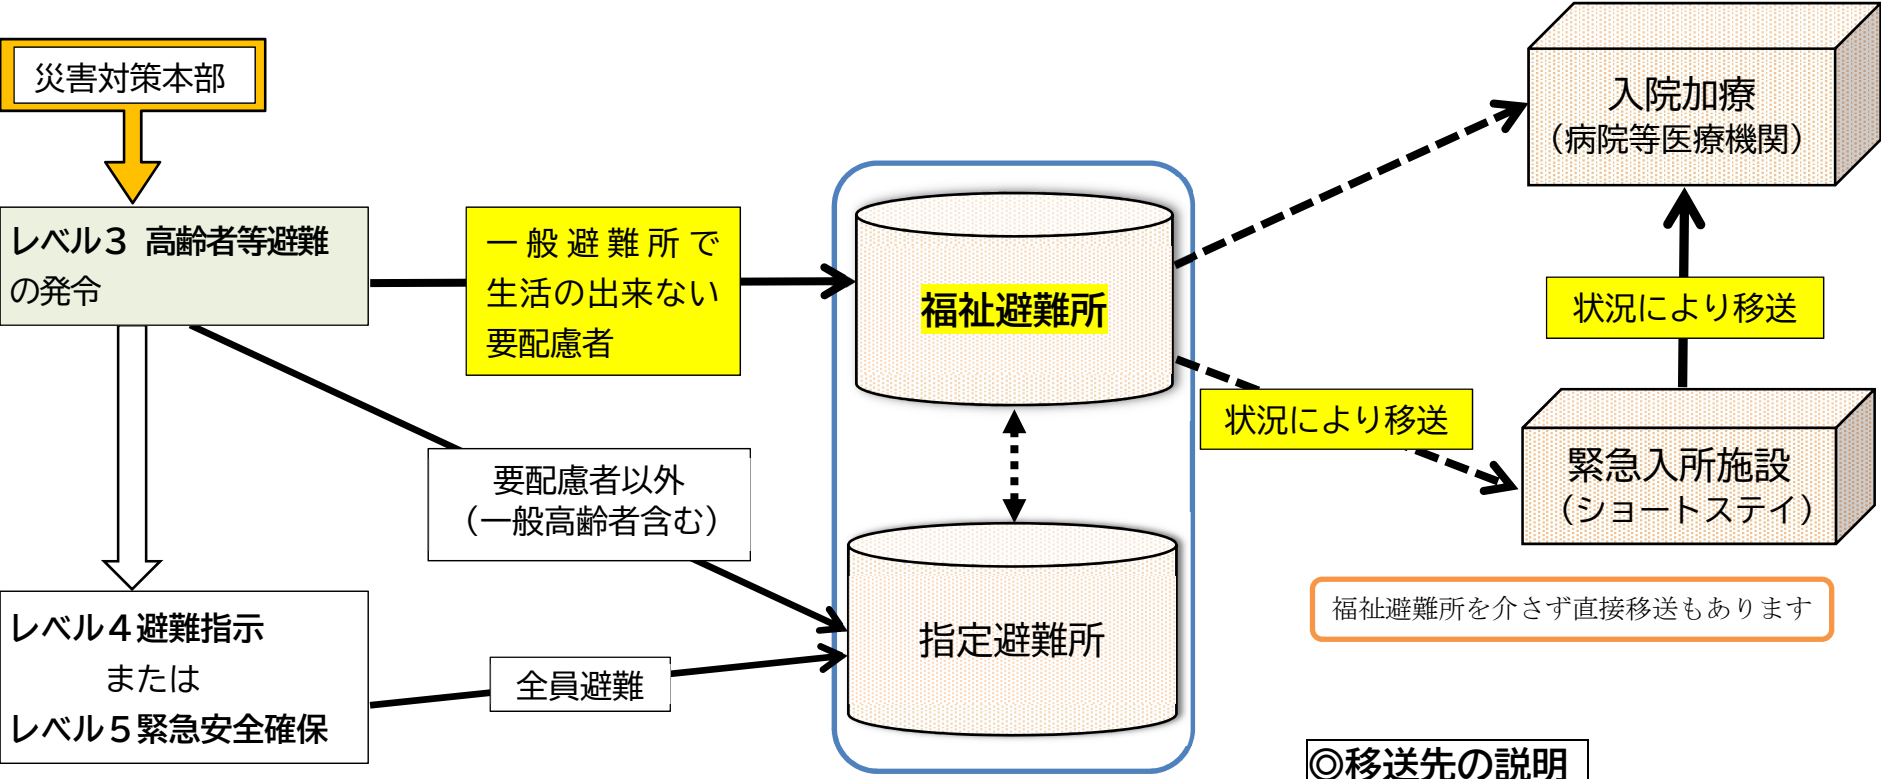 災害対策本部
レベル３ 高齢者等避難
の発令
一般避難所で
生活の出来ない
要配慮者
福祉避難所
入院加療
（病院等医療機関）
状況により移送
状況により移送
緊急入所施設
（ショートステイ）
要配慮者以外
（一般高齢者含む）
福祉避難所を介さず直接移送もあります
レベル４避難指示
または
レベル５緊急安全確保
全員避難
指定避難所
◎移送先の説明